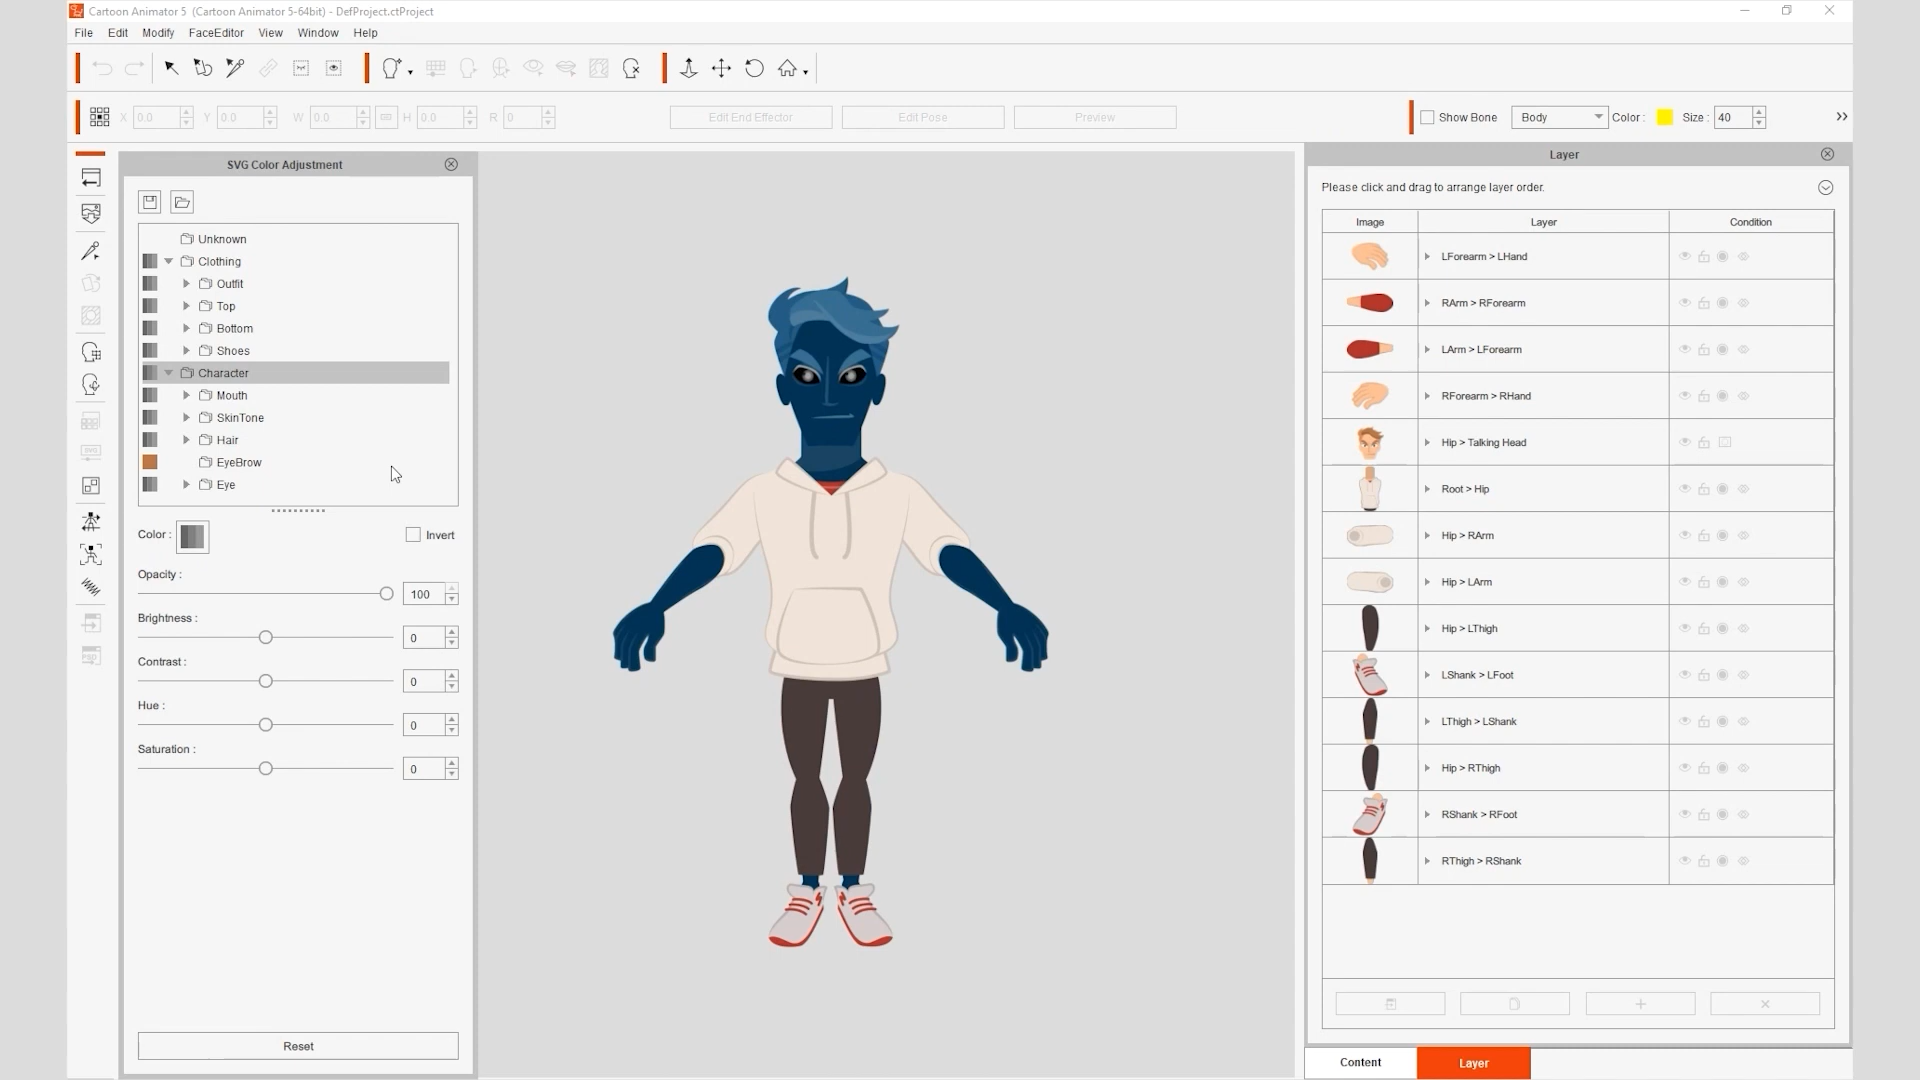 Cartoon Animator 5  (Cartoon Animator 5-64bit) - DefProject.ctProject
File Edit Modify FaceEditor View Window Help
X 0.0 Y 0.0 W 0.0 H 0.0 R 0 Edit End Effector Edit Pose Preview Show Bone Body Color : Size : 40
SVG Color Adjustment
Unknown
Clothing
Outfit
Top
Bottom
Shoes
Character
Mouth
SkinTone
Hair
EyeBrow
Eye
Color : Invert
Opacity :
100
Brightness :
0
Contrast :
0
Hue :
0
Saturation :
0
Reset
Layer
Please click and drag to arrange layer order.
Image Layer Condition
LForearm > LHand
RArm > RForearm
LArm > LForearm
RForearm > RHand
Hip > Talking Head
Root > Hip
Hip > RArm
Hip > LArm
Hip > LThigh
LShank > LFoot
LThigh > LShank
Hip > RThigh
RShank > RFoot
RThigh > RShank
Content Layer